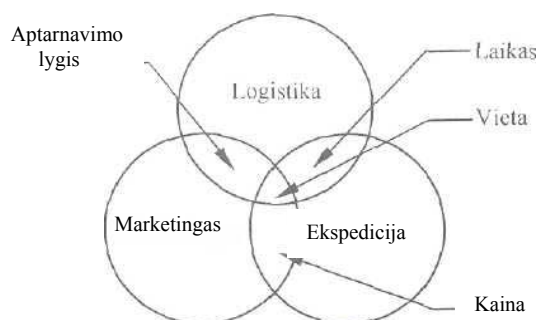 Aptarnavimo
lygis
Laikas
Logistika
Vieta
Marketingas
Ekspedicija
Kaina